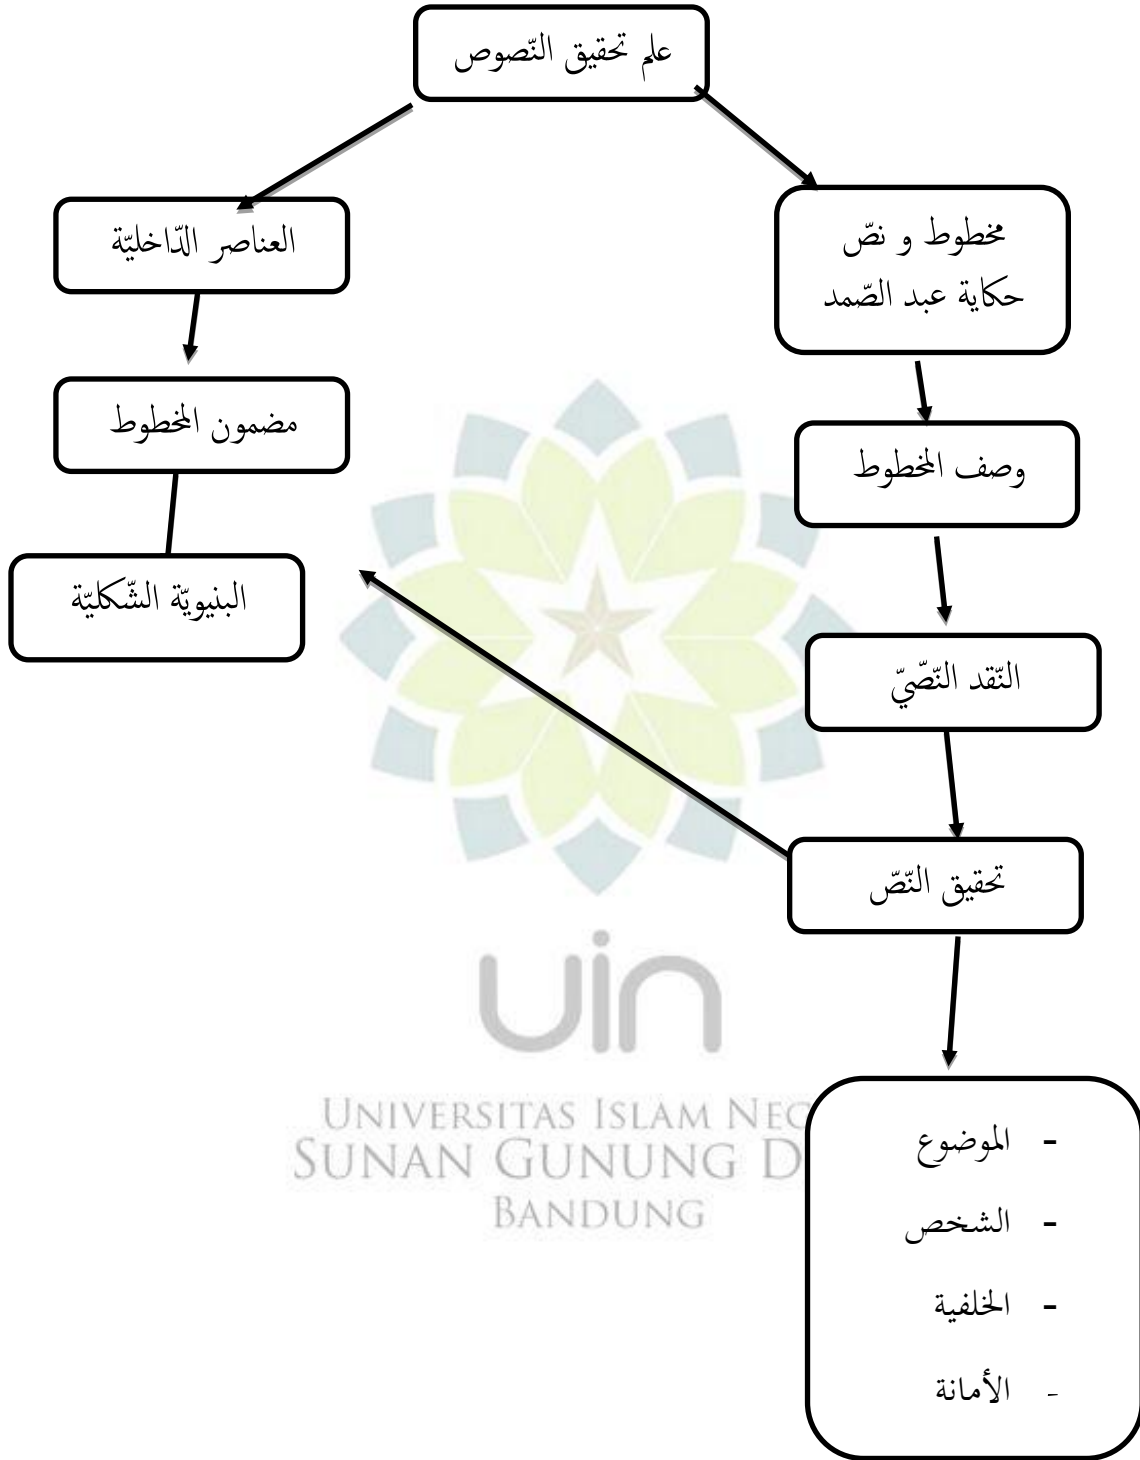 علم تحقيق النّصوص
مخطوط و نصّ
حكاية عبد الصّمد
العناصر الدّاخليّة
وصف المخطوط
مضمون المخطوط
النّقد النّصّيّ
البنيويّة الشّكليّة
تحقيق النّصّ
- الموضوع
- الشخص
- الخلفية
- الأمانة
uin
UNIVERSITAS ISLAM NEG
SUNAN GUNUNG D
BANDUNG